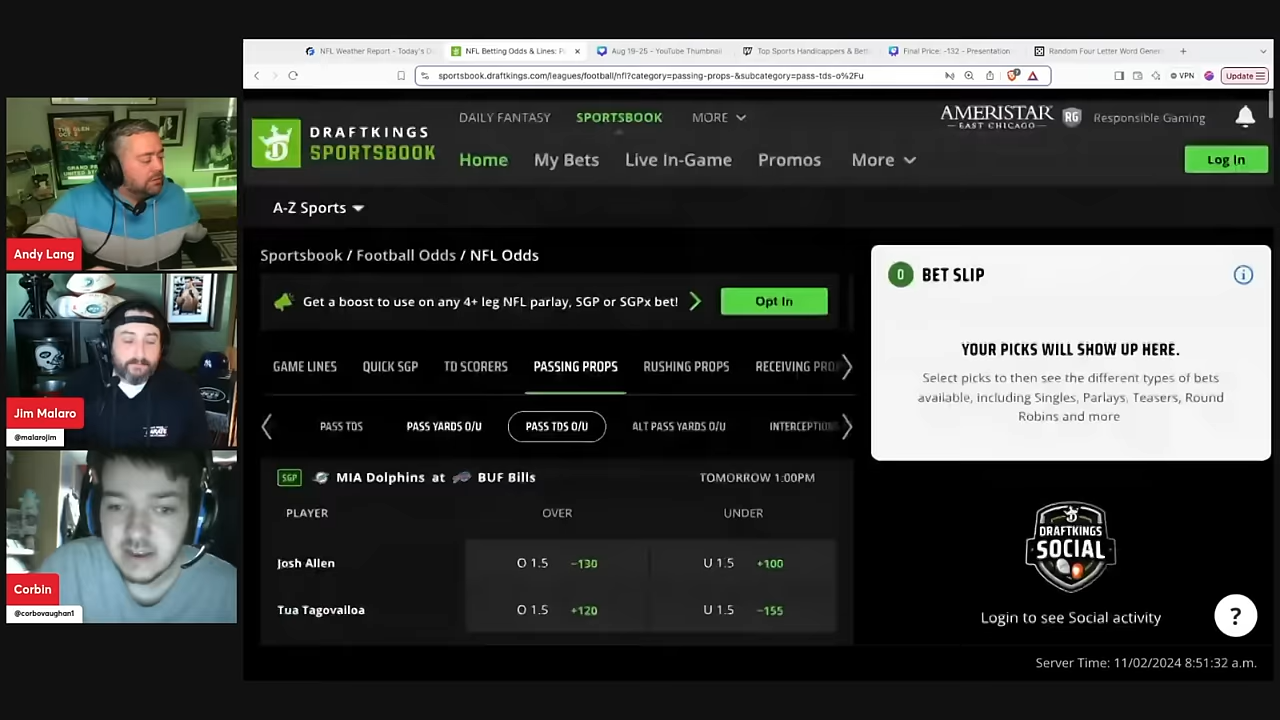 NFL Weather Report - Today's
NFL Betting Odds & Lines: P
Aug 19-25 - YouTube Thumbnail
Top Sports Handicappers & Bett
Final Price: -132 - Presentation
Random Four Letter Word Gener
sportsbook.draftkings.com/leagues/football/nfl?category=passing-props-&subcategory=pass-tds-o%2Fu
VPN
Update
DRAFTKINGS
SPORTSBOOK
DAILY FANTASY
SPORTSBOOK
MORE
AMERISTAR
EAST CHICAGO
RG
Responsible Gaming
Home
My Bets
Live In-Game
Promos
More
Log In
A-Z Sports
Sportsbook / Football Odds / NFL Odds
Get a boost to use on any 4+ leg NFL parlay, SGP or SGPx bet!
Opt In
GAME LINES
QUICK SGP
TD SCORERS
PASSING PROPS
RUSHING PROPS
RECEIVING PRO
PASS TDS
PASS YARDS O/U
PASS TDS O/U
ALT PASS YARDS O/U
INTERCEPTION
SGP
MIA Dolphins at BUF Bills
TOMORROW 1:00PM
PLAYER
OVER
UNDER
Josh Allen
O 1.5 −130
U 1.5 +100
Tua Tagovailoa
O 1.5 +120
U 1.5 −155
0 BET SLIP
YOUR PICKS WILL SHOW UP HERE.
Select picks to then see the different types of bets
available, including Singles, Parlays, Teasers, Round
Robins and more
DRAFTKINGS
SOCIAL
Login to see Social activity
?
Server Time: 11/02/2024 8:51:32 a.m.
Andy Lang
Jim Malaro
@malarojim
Corbin
@corbovaughan1